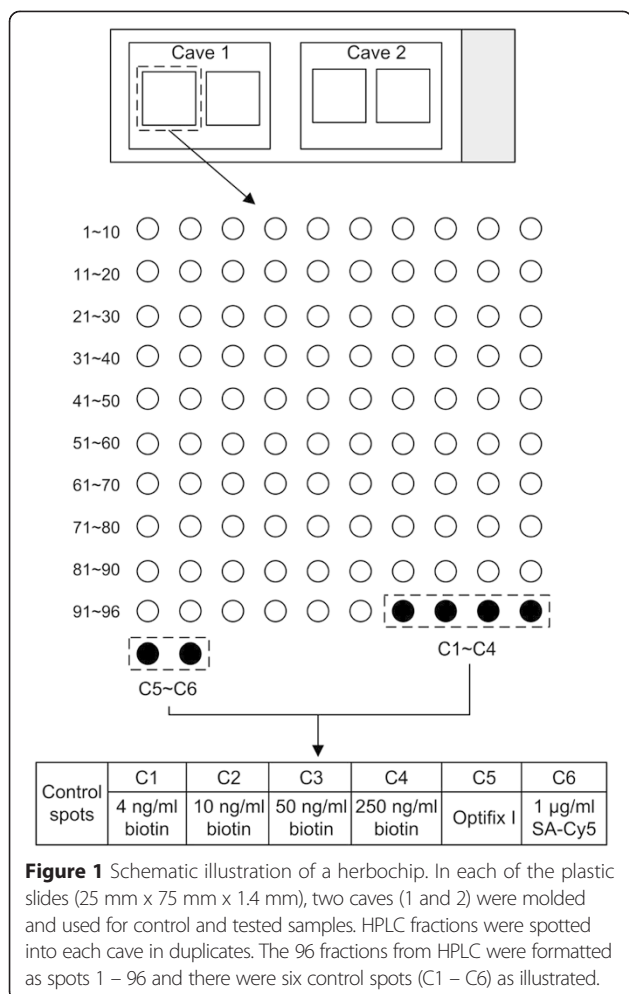 Cave 1 Cave 2
1~10
11~20
21~30
31~40
41~50
51~60
61~70
71~80
81~90
91~96
C1~C4
C5~C6
Control spots
C1 C2 C3 C4 C5 C6
4 ng/ml biotin 10 ng/ml biotin 50 ng/ml biotin 250 ng/ml biotin Optifix I 1 µg/ml SA-Cy5
Figure 1 Schematic illustration of a herbochip. In each of the plastic
slides (25 mm x 75 mm x 1.4 mm), two caves (1 and 2) were molded
and used for control and tested samples. HPLC fractions were spotted
into each cave in duplicates. The 96 fractions from HPLC were formatted
as spots 1 – 96 and there were six control spots (C1 – C6) as illustrated.